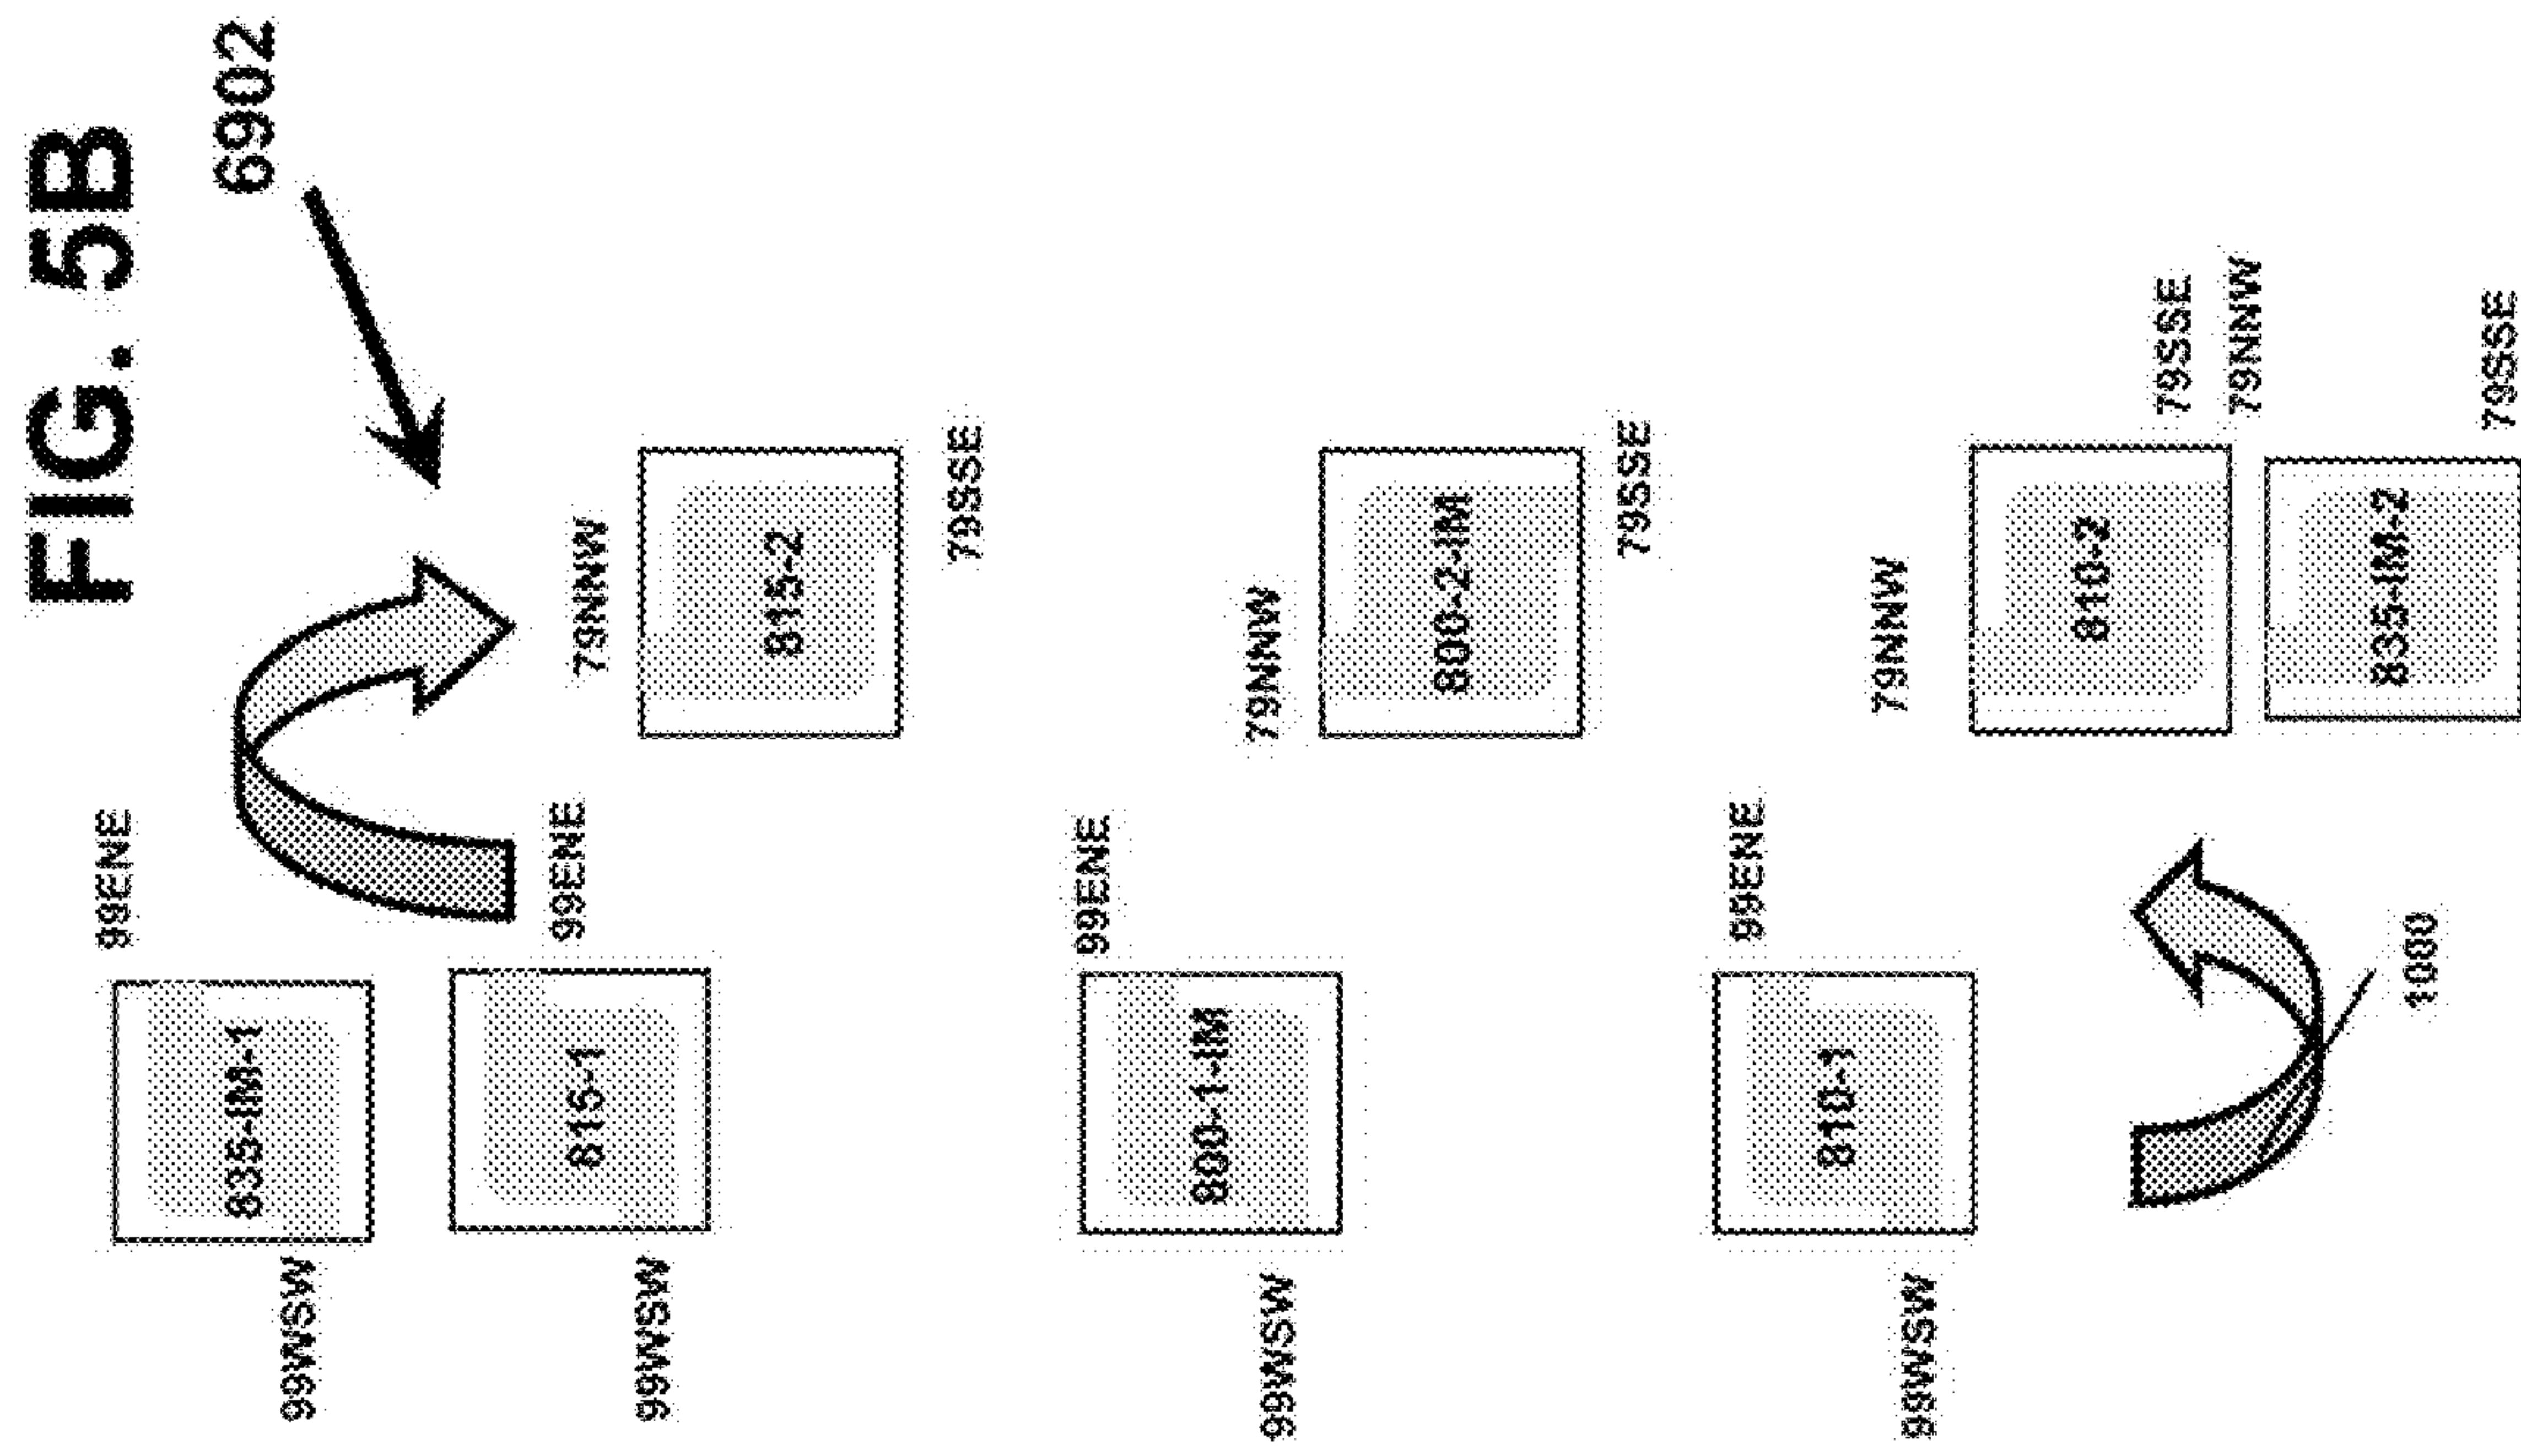 FIG. 5B
99ENE
6902
835-IM-1
99WSW
99ENE
815-1
79NNW
99WSW
815-2
79SSE
99ENE
800-1-IM
79NNW
99WSW
800-2-IM
79SSE
99ENE
810-1
79NNW
99WSW
810-2
79SSE
79NNW
835-IM-2
1000
79SSE